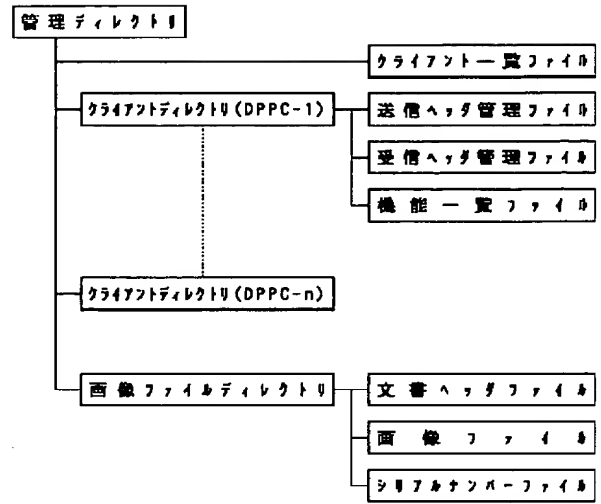 管理ディレクトリ
クライアント一覧ファイル
クライアントディレクトリ(DPPC-1)
送信ヘッダ管理ファイル
受信ヘッダ管理ファイル
機能一覧ファイル
クライアントディレクトリ(DPPC-n)
画像ファイルディレクトリ
文書ヘッダファイル
画像ファイル
シリアルナンバーファイル